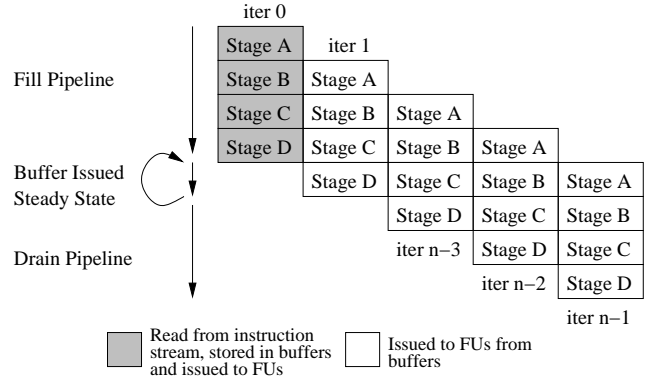 iter 0
Stage A iter 1
Fill Pipeline Stage B Stage A
Stage C Stage B Stage A
Stage D Stage C Stage B Stage A
Buffer Issued
Steady State
Stage D Stage C Stage B Stage A
Stage D Stage C Stage B
Drain Pipeline iter n−3 Stage D Stage C
iter n−2 Stage D
iter n−1
Read from instruction
stream, stored in buffers
and issued to FUs
Issued to FUs from
buffers